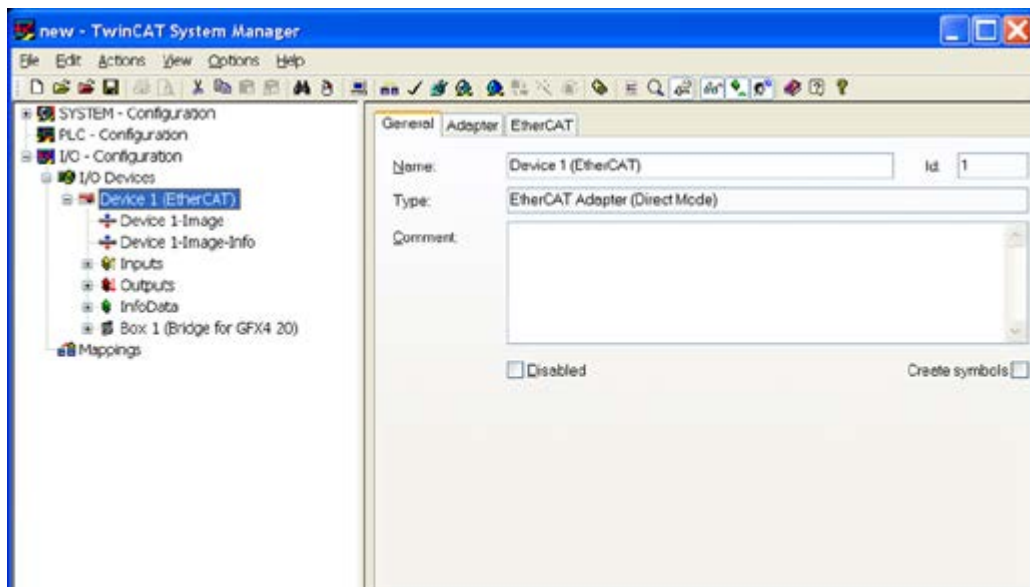 new - TwinCAT System Manager
File Edit Actions View Options Help
SYSTEM - Configuration
PLC - Configuration
I/O - Configuration
I/O Devices
Device 1 (EtherCAT)
Device 1-Image
Device 1-Image-Info
Inputs
Outputs
InfoData
Box 1 (Bridge for GFX4 20)
Mappings
General Adapter EtherCAT
Name: Device 1 (EtherCAT) Id: 1
Type: EtherCAT Adapter (Direct Mode)
Comment:
Disabled Create symbols